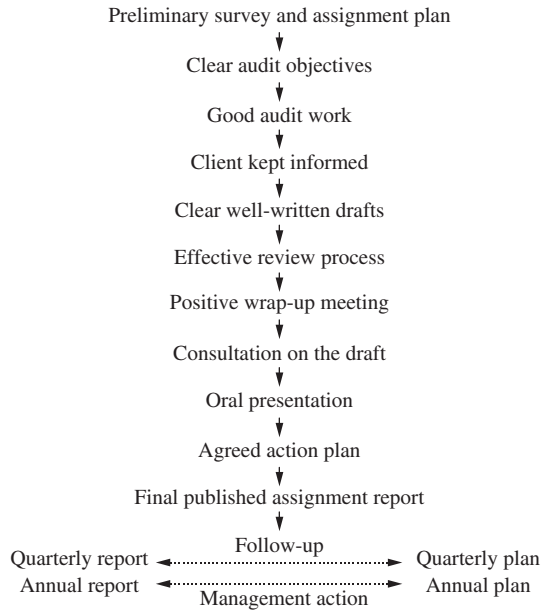 Preliminary survey and assignment plan
Clear audit objectives
Good audit work
Client kept informed
Clear well-written drafts
Effective review process
Positive wrap-up meeting
Consultation on the draft
Oral presentation
Agreed action plan
Final published assignment report
Follow-up
Quarterly report Quarterly plan
Annual report Annual plan
Management action